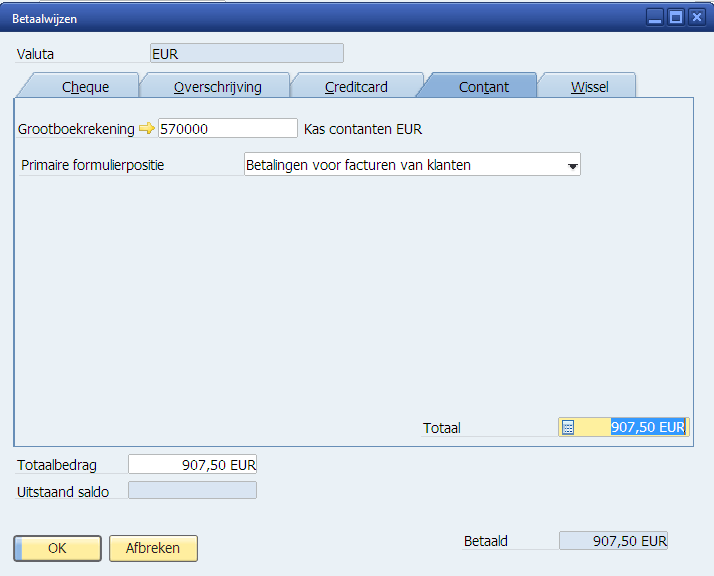 Betaalwijzen
Valuta EUR
Cheque Overschrijving Creditcard Contant Wissel
Grootboekrekening 570000 Kas contanten EUR
Primaire formulierpositie Betalingen voor facturen van klanten
Totaal 907,50 EUR
Totaalbedrag 907,50 EUR
Uitstaand saldo
OK Afbreken Betaald 907,50 EUR